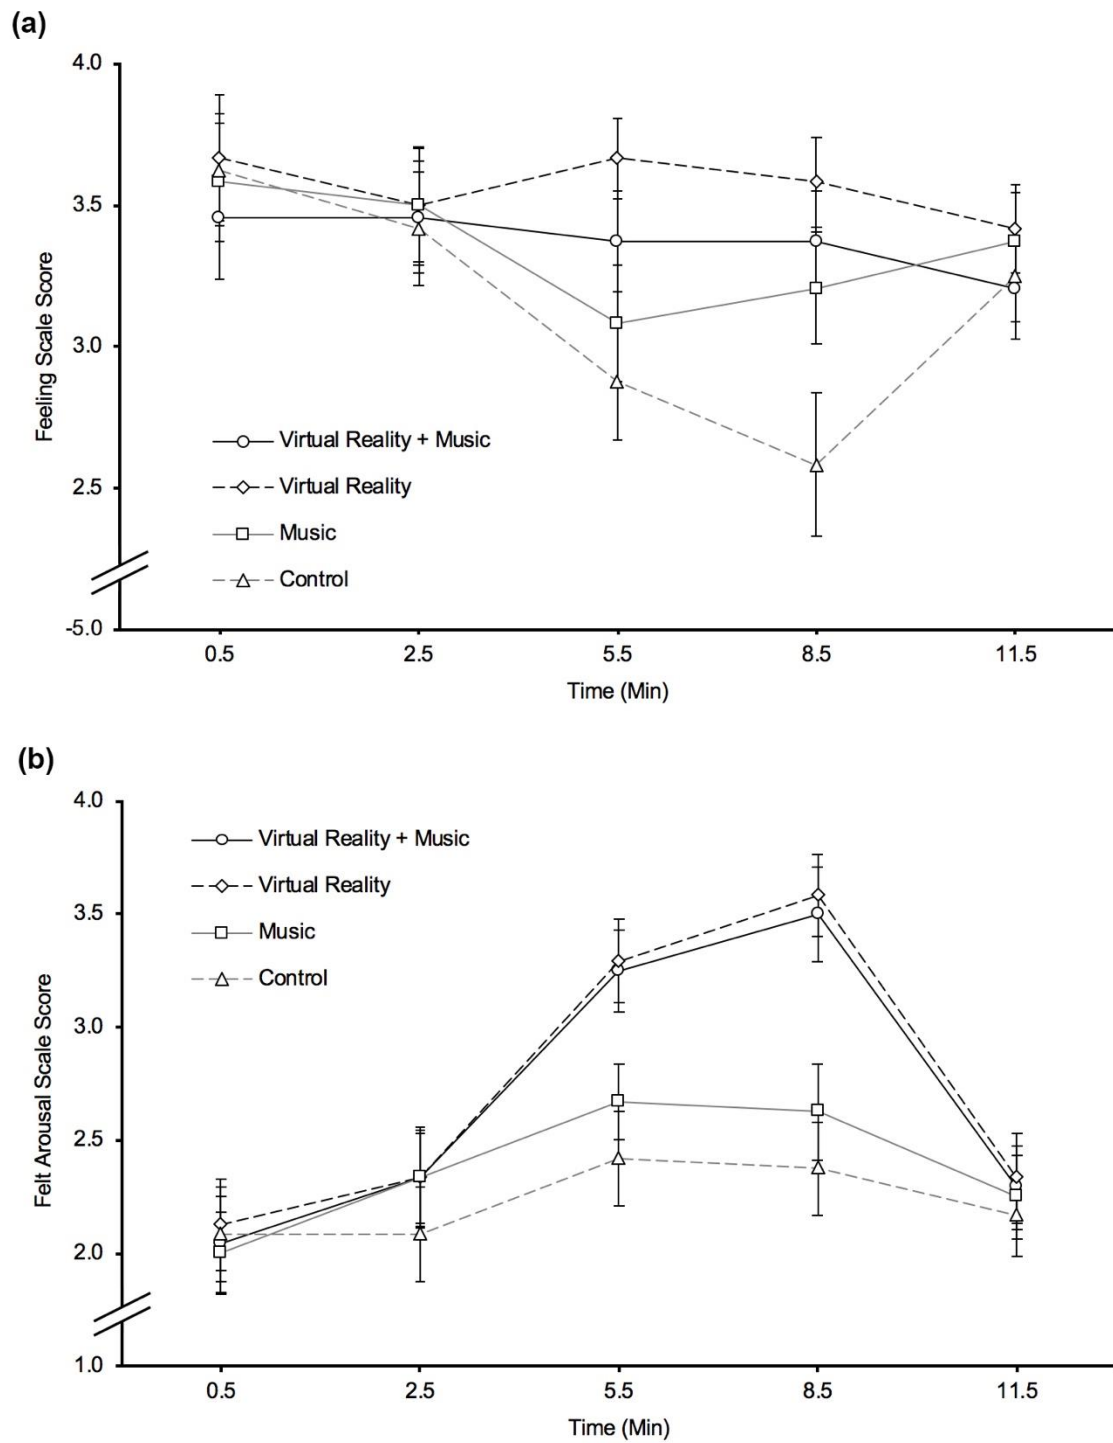 (a)
4.0
3.5
3.0
2.5
-5.0
Feeling Scale Score
Virtual Reality + Music
Virtual Reality
Music
Control
0.5 2.5 5.5 8.5 11.5
Time (Min)
(b)
4.0
3.5
3.0
2.5
2.0
1.0
Felt Arousal Scale Score
Virtual Reality + Music
Virtual Reality
Music
Control
0.5 2.5 5.5 8.5 11.5
Time (Min)